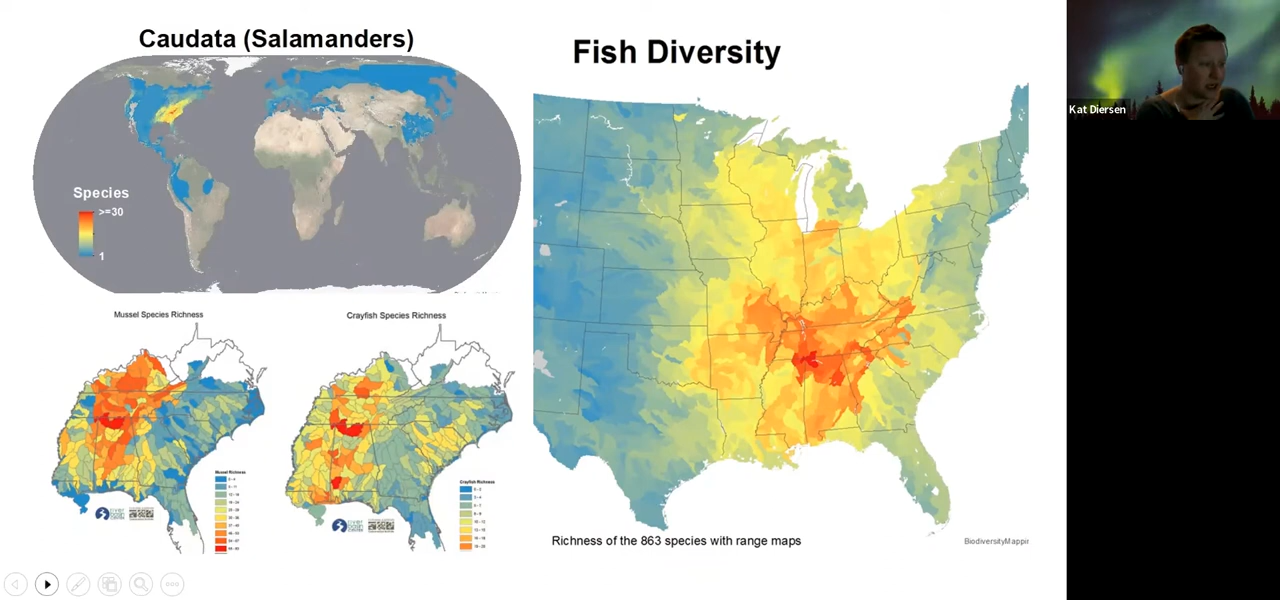 Caudata (Salamanders)
Species
>=30
1
Fish Diversity
Richness of the 863 species with range maps
BiodiversityMappin
Mussel Species Richness
Mussel Richness
Crayfish Species Richness
Crayfish Richness
Kat Diersen